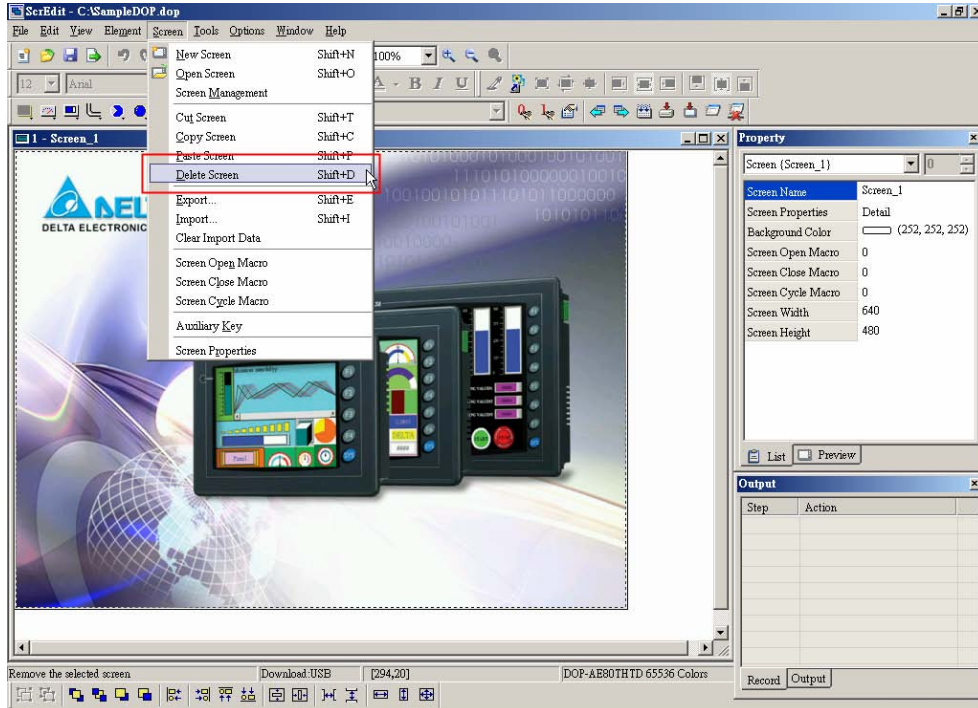 ScrEdit - C:\SampleDOP.dop
File Edit View Element Screen Tools Options Window Help
100%
12 Arial
A B I U
1 - Screen_1
New Screen Shift+N
Open Screen Shift+O
Screen Management
Cut Screen Shift+T
Copy Screen Shift+C
Paste Screen Shift+P
Delete Screen Shift+D
Export... Shift+E
Import... Shift+I
Clear Import Data
Screen Open Macro
Screen Close Macro
Screen Cycle Macro
Auxiliary Key
Screen Properties
DEL
DELTA ELECTRONIC
Property
Screen {Screen_1} 0
Screen Name Screen_1
Screen Properties Detail
Background Color (252, 252, 252)
Screen Open Macro 0
Screen Close Macro 0
Screen Cycle Macro 0
Screen Width 640
Screen Height 480
List Preview
Output
Step Action
Record Output
Remove the selected screen Download:USB [294,20] DOP-AE80THTD 65536 Colors